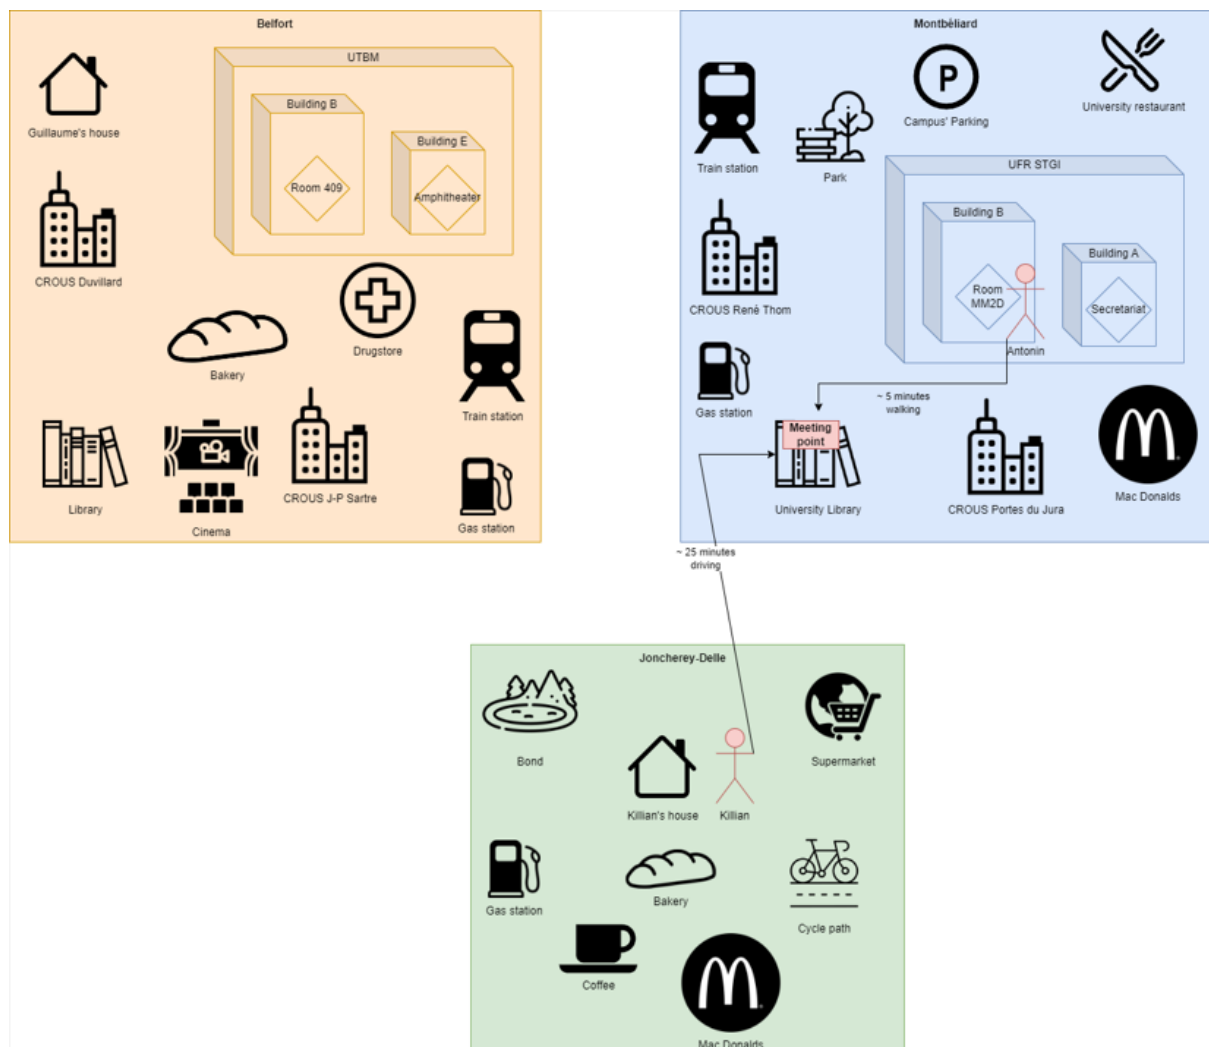 Belfort
UTBM
Building B
Building E
Guillaume's house
Room 409
Amphitheater
CROUS Duvillard
Drugstore
Bakery
Train station
CROUS J-P Sartre
Library
Cinema
Gas station
Montbéliard
P
University restaurant
Campus' Parking
Train station
Park
UFR STGI
Building B
Building A
Room
MM2D
Secretariat
CROUS René Thom
Antonin
~ 5 minutes
walking
Gas station
Meeting
point
University Library
CROUS Portes du Jura
Mac Donalds
~ 25 minutes
driving
Joncherey-Delle
Bond
Supermarket
Killian's house
Killian
Gas station
Bakery
Cycle path
Coffee
Mac Donalds